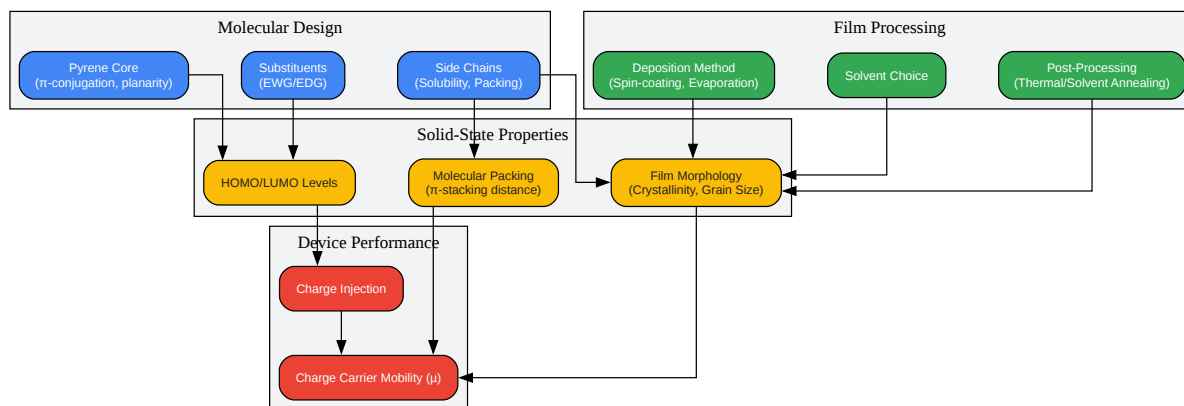 Molecular Design
Film Processing
Pyrene Core
(π-conjugation, planarity)
Substituents
(EWG/EDG)
Side Chains
(Solubility, Packing)
Deposition Method
(Spin-coating, Evaporation)
Solvent Choice
Post-Processing
(Thermal/Solvent Annealing)
Solid-State Properties
HOMO/LUMO Levels
Molecular Packing
(π-stacking distance)
Film Morphology
(Crystallinity, Grain Size)
Device Performance
Charge Injection
Charge Carrier Mobility (μ)